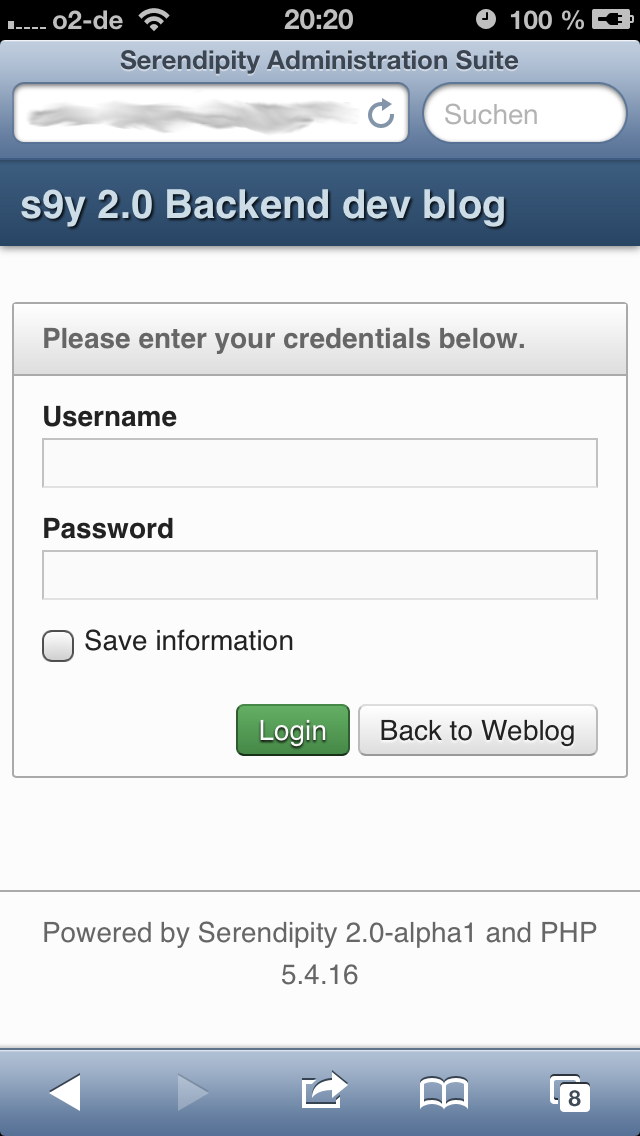 o2-de 20:20 100 %
Serendipity Administration Suite
Suchen
s9y 2.0 Backend dev blog
Please enter your credentials below.
Username
Password
Save information
Login Back to Weblog
Powered by Serendipity 2.0-alpha1 and PHP
5.4.16
8